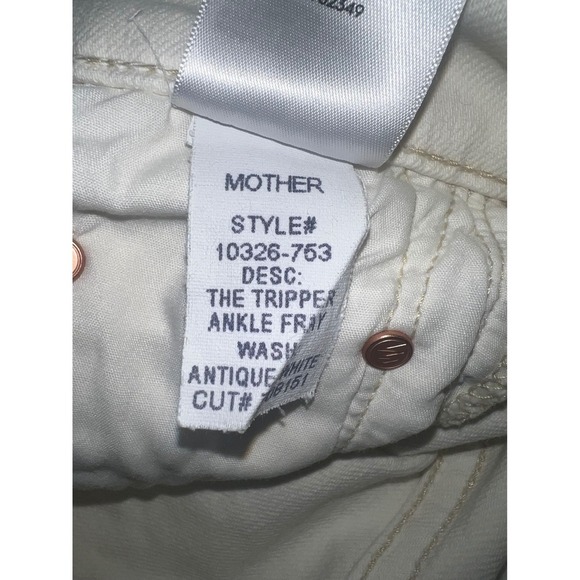 MOTHER
STYLE#
10326-753
DESC:
THE TRIPPER
ANKLE FRAY
WASH
ANTIQUE WHITE
CUT#